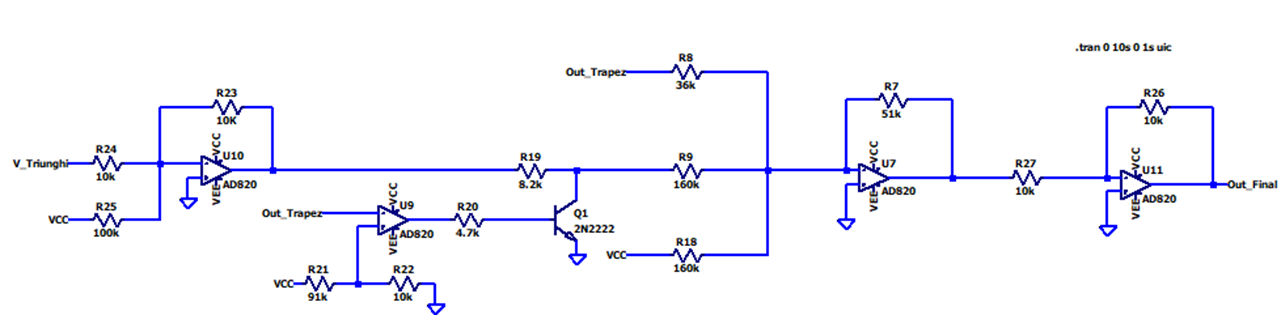 .tran 0 10s 0 1s uic
R8
Out_Trapez
36k
R23
10K
R7
51k
R26
10k
V_Triunghi
R24
10k
VCC
U10
AD820
VEE
R19
8.2k
R9
160k
VCC
U7
AD820
VEE
R27
10k
VCC
U11
AD820
VEE
Out_Final
VCC
R25
100k
Out_Trapez
VCC
U9
AD820
VEE
R20
4.7k
Q1
2N2222
VCC
R18
160k
VCC
R21
91k
R22
10k